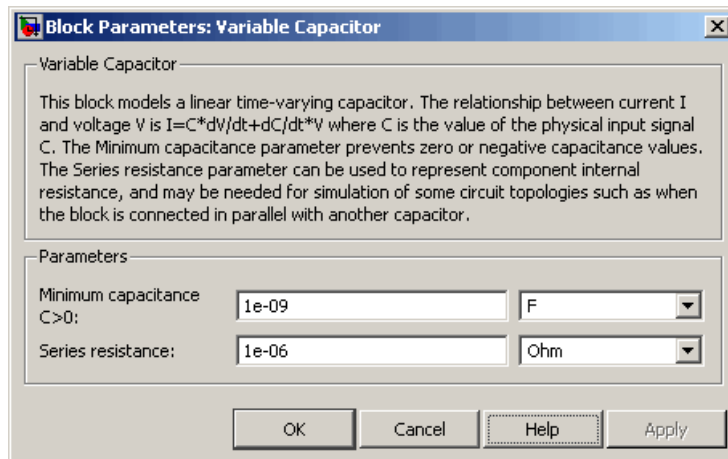 Block Parameters: Variable Capacitor
Variable Capacitor
This block models a linear time-varying capacitor. The relationship between current I
and voltage V is I=C*dV/dt+dC/dt*V where C is the value of the physical input signal
C. The Minimum capacitance parameter prevents zero or negative capacitance values.
The Series resistance parameter can be used to represent component internal
resistance, and may be needed for simulation of some circuit topologies such as when
the block is connected in parallel with another capacitor.
Parameters
Minimum capacitance
C>0:
1e-09
F
Series resistance:
1e-06
Ohm
OK
Cancel
Help
Apply